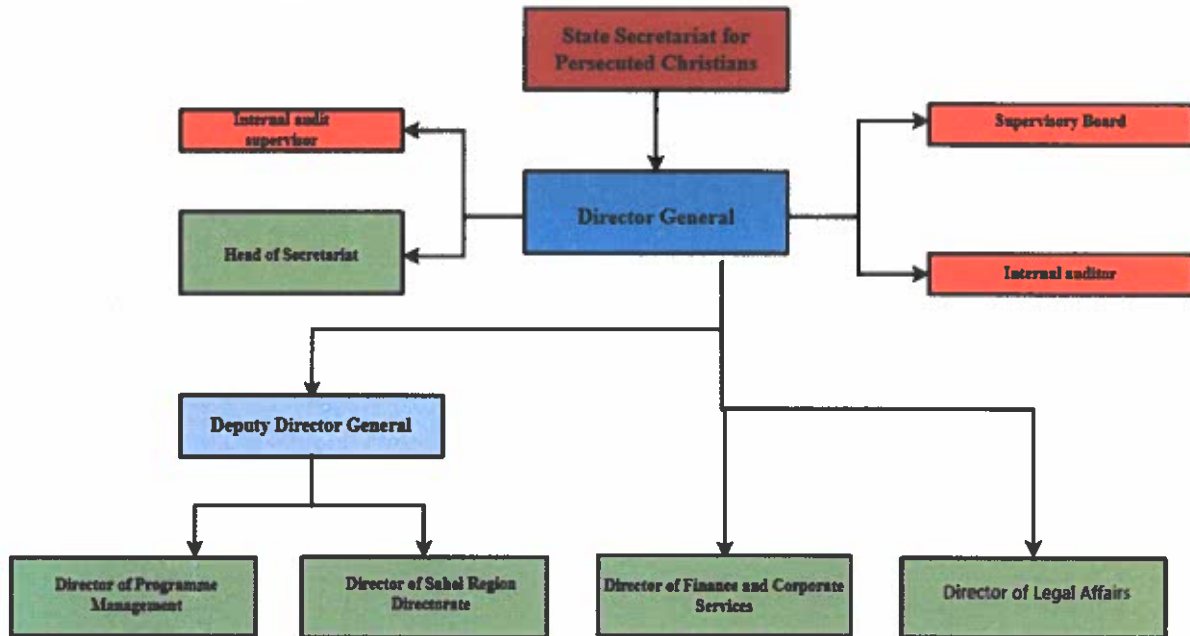 State Secretariat for
Persecuted Christians
Internal audit
supervisor
Supervisory Board
Director General
Head of Secretariat
Internal auditor
Deputy Director General
Director of Programme
Management
Director of Sahel Region
Directorate
Director of Finance and Corporate
Services
Director of Legal Affairs